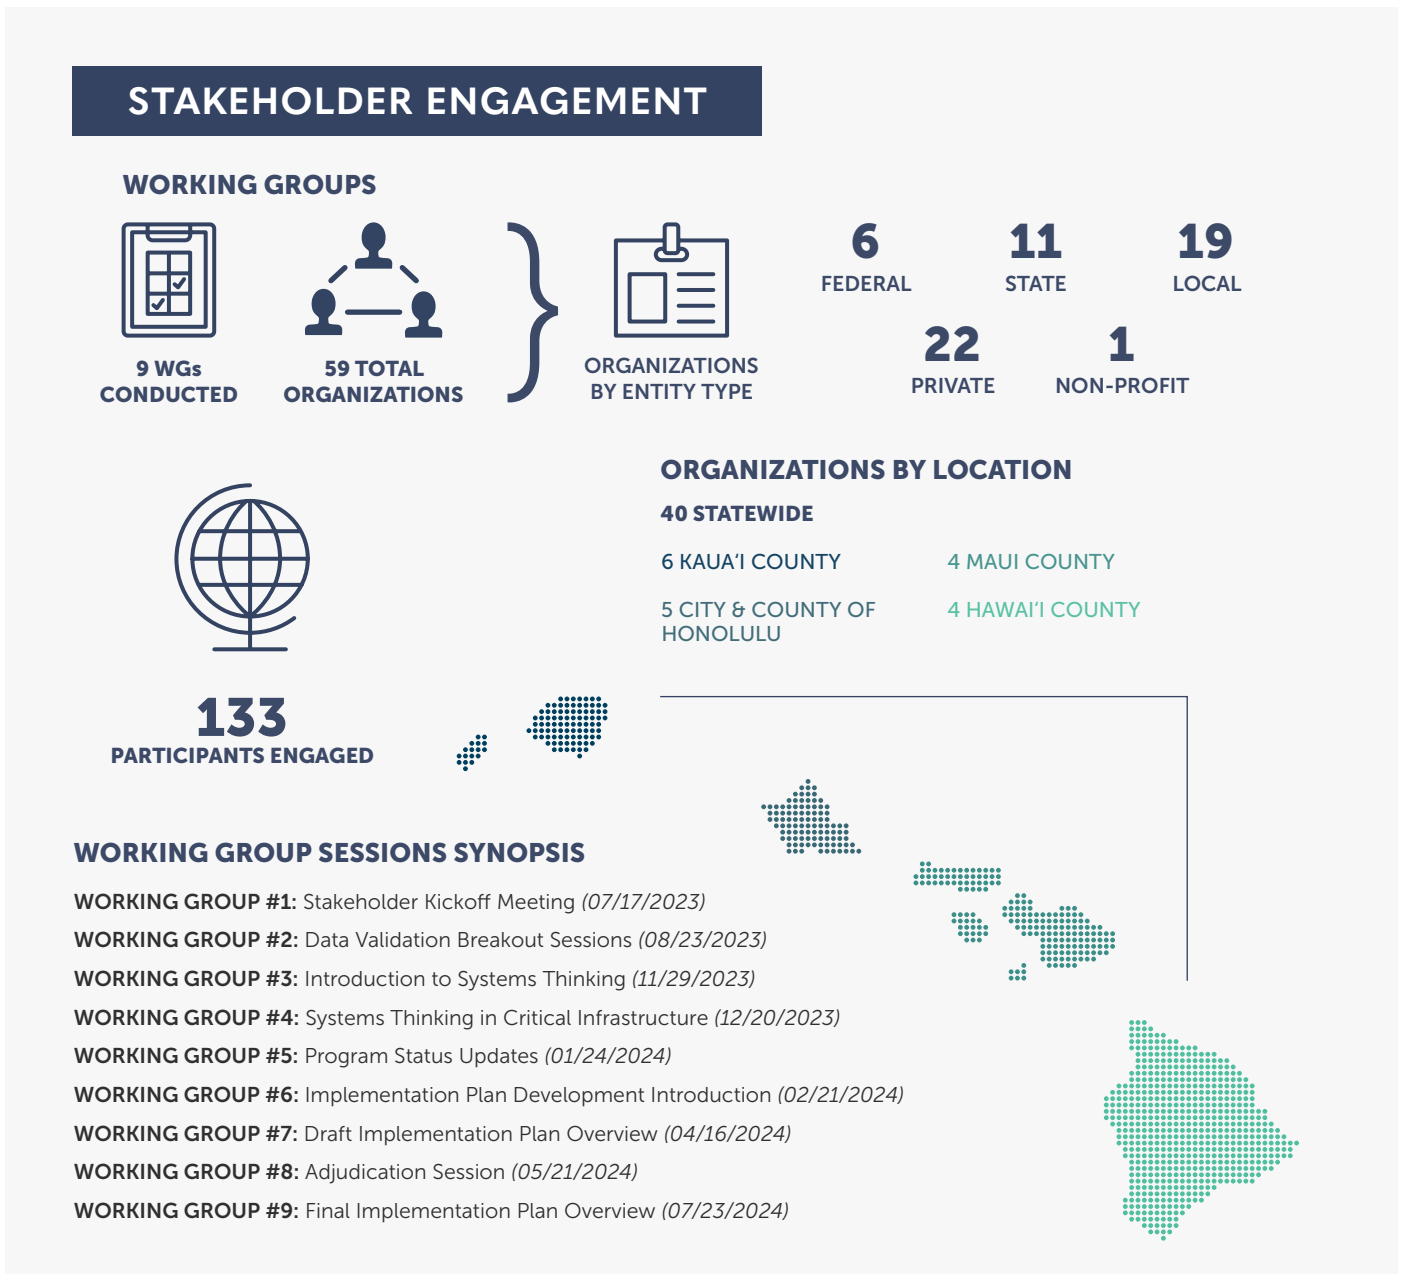 STAKEHOLDER ENGAGEMENT
WORKING GROUPS
9 WGs
CONDUCTED
59 TOTAL
ORGANIZATIONS
ORGANIZATIONS
BY ENTITY TYPE
6
FEDERAL
11
STATE
19
LOCAL
22
PRIVATE
1
NON-PROFIT
133
PARTICIPANTS ENGAGED
ORGANIZATIONS BY LOCATION
40 STATEWIDE
6 KAUAʻI COUNTY
4 MAUI COUNTY
5 CITY & COUNTY OF
HONOLULU
4 HAWAIʻI COUNTY
WORKING GROUP SESSIONS SYNOPSIS
WORKING GROUP #1: Stakeholder Kickoff Meeting (07/17/2023)
WORKING GROUP #2: Data Validation Breakout Sessions (08/23/2023)
WORKING GROUP #3: Introduction to Systems Thinking (11/29/2023)
WORKING GROUP #4: Systems Thinking in Critical Infrastructure (12/20/2023)
WORKING GROUP #5: Program Status Updates (01/24/2024)
WORKING GROUP #6: Implementation Plan Development Introduction (02/21/2024)
WORKING GROUP #7: Draft Implementation Plan Overview (04/16/2024)
WORKING GROUP #8: Adjudication Session (05/21/2024)
WORKING GROUP #9: Final Implementation Plan Overview (07/23/2024)